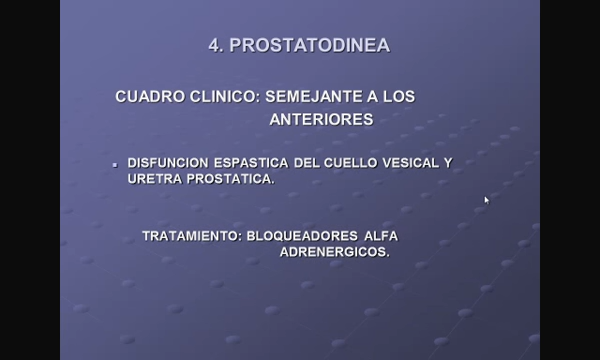 4. PROSTATODINEA
CUADRO CLINICO: SEMEJANTE A LOS
ANTERIORES
DISFUNCION ESPASTICA DEL CUELLO VESICAL Y
URETRA PROSTATICA.
TRATAMIENTO: BLOQUEADORES ALFA
ADRENERGICOS.